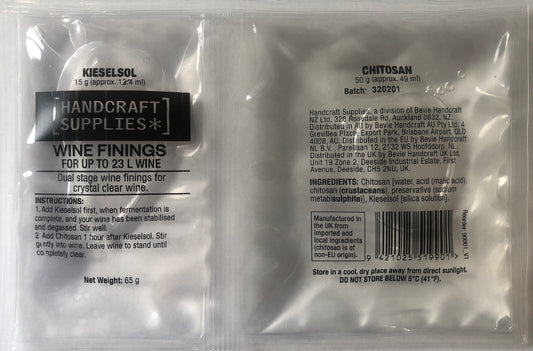 KIESELSOL
15 g (approx. 12.4 ml)
[HANDCRAFT
SUPPLIES*]
WINE FININGS
FOR UP TO 23 L WINE
Dual stage wine finings for
crystal clear wine.
INSTRUCTIONS:
1. Add Kieselsol first, when fermentation is
complete, and your wine has been stabilised
and degassed. Stir well.
2. Add Chitosan 1 hour after Kieselsol. Stir
gently into wine. Leave wine to stand until
completely clear.
Net Weight: 65 g
CHITOSAN
50 g (approx. 49 ml)
Batch: 320201
Handcraft Supplies, a division of Bevie Handcraft
NZ Ltd, 328 Rosedale Rd, Auckland 0632, NZ.
Distributed in AU by Bevie Handcraft AU Pty Ltd, 4
Grevillea Place, Export Park, Brisbane Airport, QLD
4008, AU. Distributed in the EU by Bevie Handcraft
NL B.V., Parellaan 12, 2132 WS Hoofddorp, NL.
Distributed in the UK by Bevie Handcraft UK Ltd,
Unit 19 Zone 2, Deeside Industrial Estate, First
Avenue, Deeside, CH5 2NU, UK.
INGREDIENTS: Chitosan [water, acid (malic acid),
chitosan (crustaceans), preservative (sodium
metabisulphite)], Kieselsol [silica solution].
Manufactured in
the UK from
imported and
local ingredients
(chitosan is of
non-EU origin).
9 421025 519901 >
Reorder: 90061 V1
Store in a cool, dry place away from direct sunlight.
DO NOT STORE BELOW 5°C (41°F).